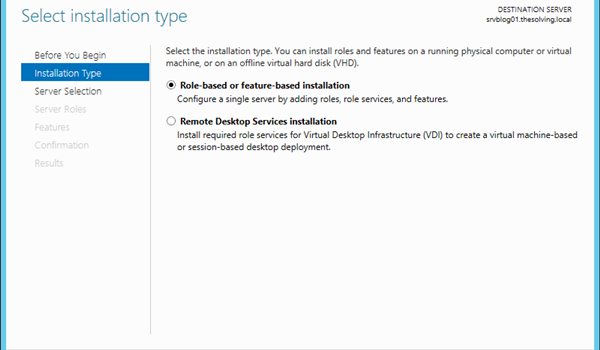 Select installation type
DESTINATION SERVER
srvblog01.thesolving.local
Before You Begin
Installation Type
Server Selection
Server Roles
Features
Confirmation
Results
Select the installation type. You can install roles and features on a running physical computer or virtual
machine, or on an offline virtual hard disk (VHD).
Role-based or feature-based installation
Configure a single server by adding roles, role services, and features.
Remote Desktop Services installation
Install required role services for Virtual Desktop Infrastructure (VDI) to create a virtual machine-based
or session-based desktop deployment.